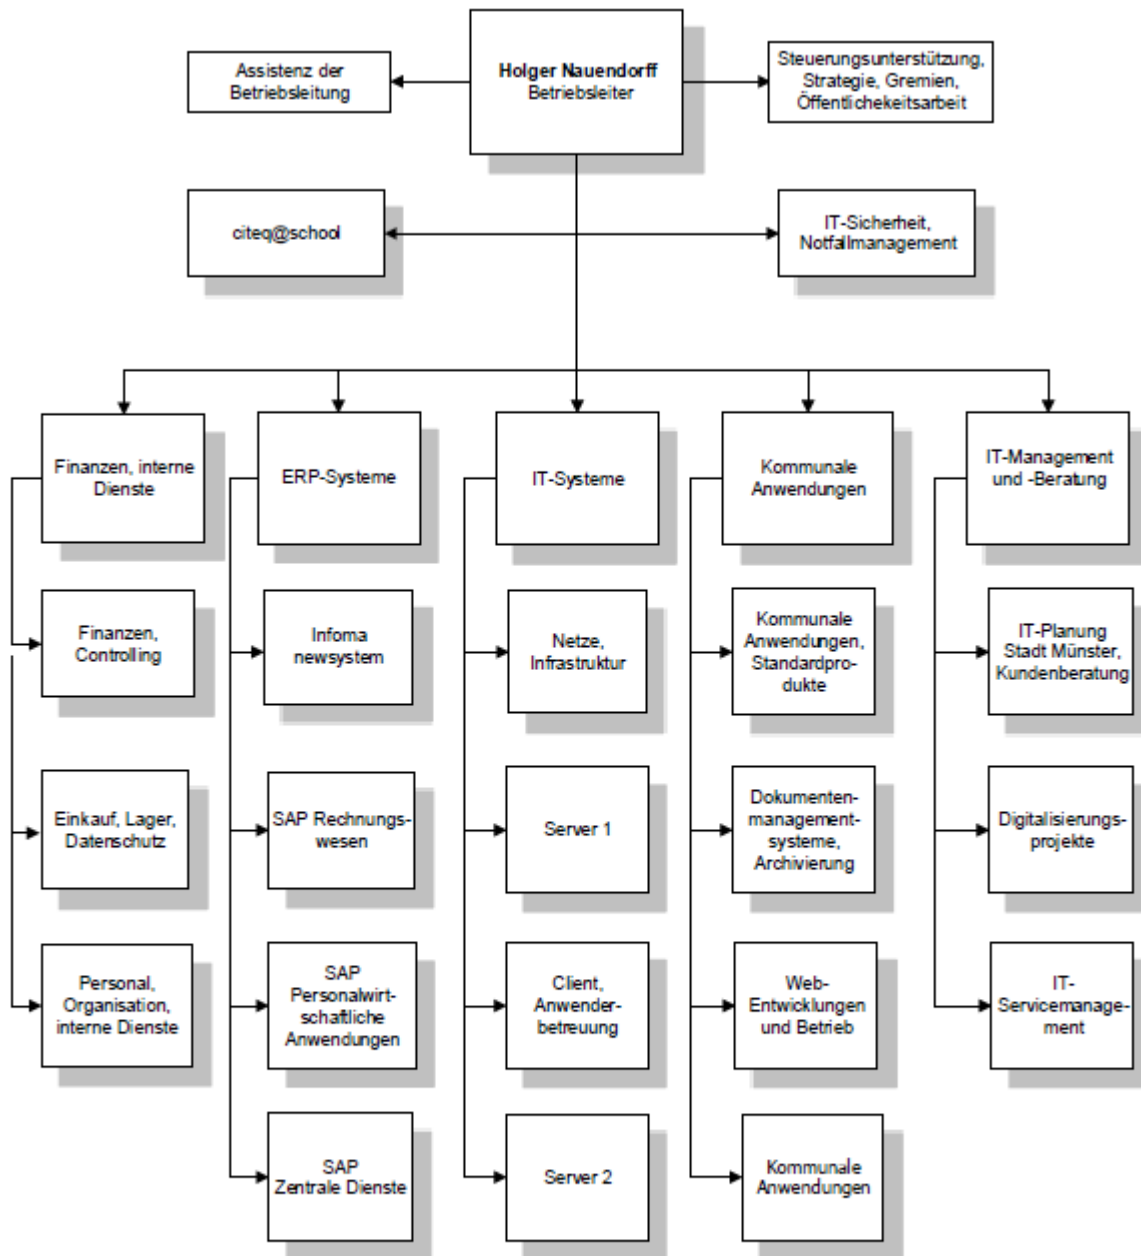 Assistenz der
Betriebsleitung
Holger Nauendorff
Betriebsleiter
Steuerungsunterstützung,
Strategie, Gremien,
Öffentlichekeitsarbeit
citeq@school
IT-Sicherheit,
Notfallmanagement
Finanzen, interne
Dienste
ERP-Systeme
IT-Systeme
Kommunale
Anwendungen
IT-Management
und -Beratung
Finanzen,
Controlling
Infoma
newsystem
Netze,
Infrastruktur
Kommunale
Anwendungen,
Standardpro-
dukte
IT-Planung
Stadt Münster,
Kundenberatung
Einkauf, Lager,
Datenschutz
SAP Rechnungs-
wesen
Server 1
Dokumenten-
management-
systeme,
Archivierung
Digitalisierungs-
projekte
Personal,
Organisation,
interne Dienste
SAP
Personalwirt-
schaftliche
Anwendungen
Client,
Anwender-
betreuung
Web-
Entwicklungen
und Betrieb
IT-
Servicemanage-
ment
SAP
Zentrale Dienste
Server 2
Kommunale
Anwendungen